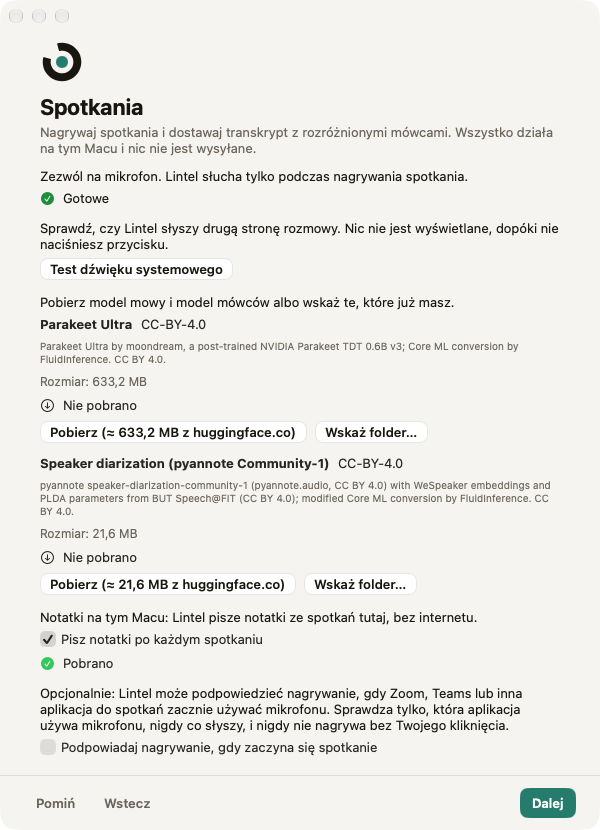 Spotkania
Nagrywaj spotkania i dostawaj transkrypt z rozróżnionymi mówcami. Wszystko działa
na tym Macu i nic nie jest wysyłane.
Zezwól na mikrofon. Lintel słucha tylko podczas nagrywania spotkania.
Gotowe
Sprawdź, czy Lintel słyszy drugą stronę rozmowy. Nic nie jest wyświetlane, dopóki nie
naciśniesz przycisku.
Test dźwięku systemowego
Pobierz model mowy i model mówców albo wskaż te, które już masz.
Parakeet Ultra CC-BY-4.0
Parakeet Ultra by moondream, a post-trained NVIDIA Parakeet TDT 0.6B v3; Core ML conversion by
FluidInference. CC BY 4.0.
Rozmiar: 633,2 MB
Nie pobrano
Pobierz (≈ 633,2 MB z huggingface.co) Wskaż folder...
Speaker diarization (pyannote Community-1) CC-BY-4.0
pyannote speaker-diarization-community-1 (pyannote.audio, CC BY 4.0) with WeSpeaker embeddings and
PLDA parameters from BUT Speech@FIT (CC BY 4.0); modified Core ML conversion by FluidInference. CC
BY 4.0.
Rozmiar: 21,6 MB
Nie pobrano
Pobierz (≈ 21,6 MB z huggingface.co) Wskaż folder...
Notatki na tym Macu: Lintel pisze notatki ze spotkań tutaj, bez internetu.
Pisz notatki po każdym spotkaniu
Pobrano
Opcjonalnie: Lintel może podpowiedzieć nagrywanie, gdy Zoom, Teams lub inna
aplikacja do spotkań zacznie używać mikrofonu. Sprawdza tylko, która aplikacja
używa mikrofonu, nigdy co słyszy, i nigdy nie nagrywa bez Twojego kliknięcia.
Podpowiadaj nagrywanie, gdy zaczyna się spotkanie
Pomiń Wstecz Dalej